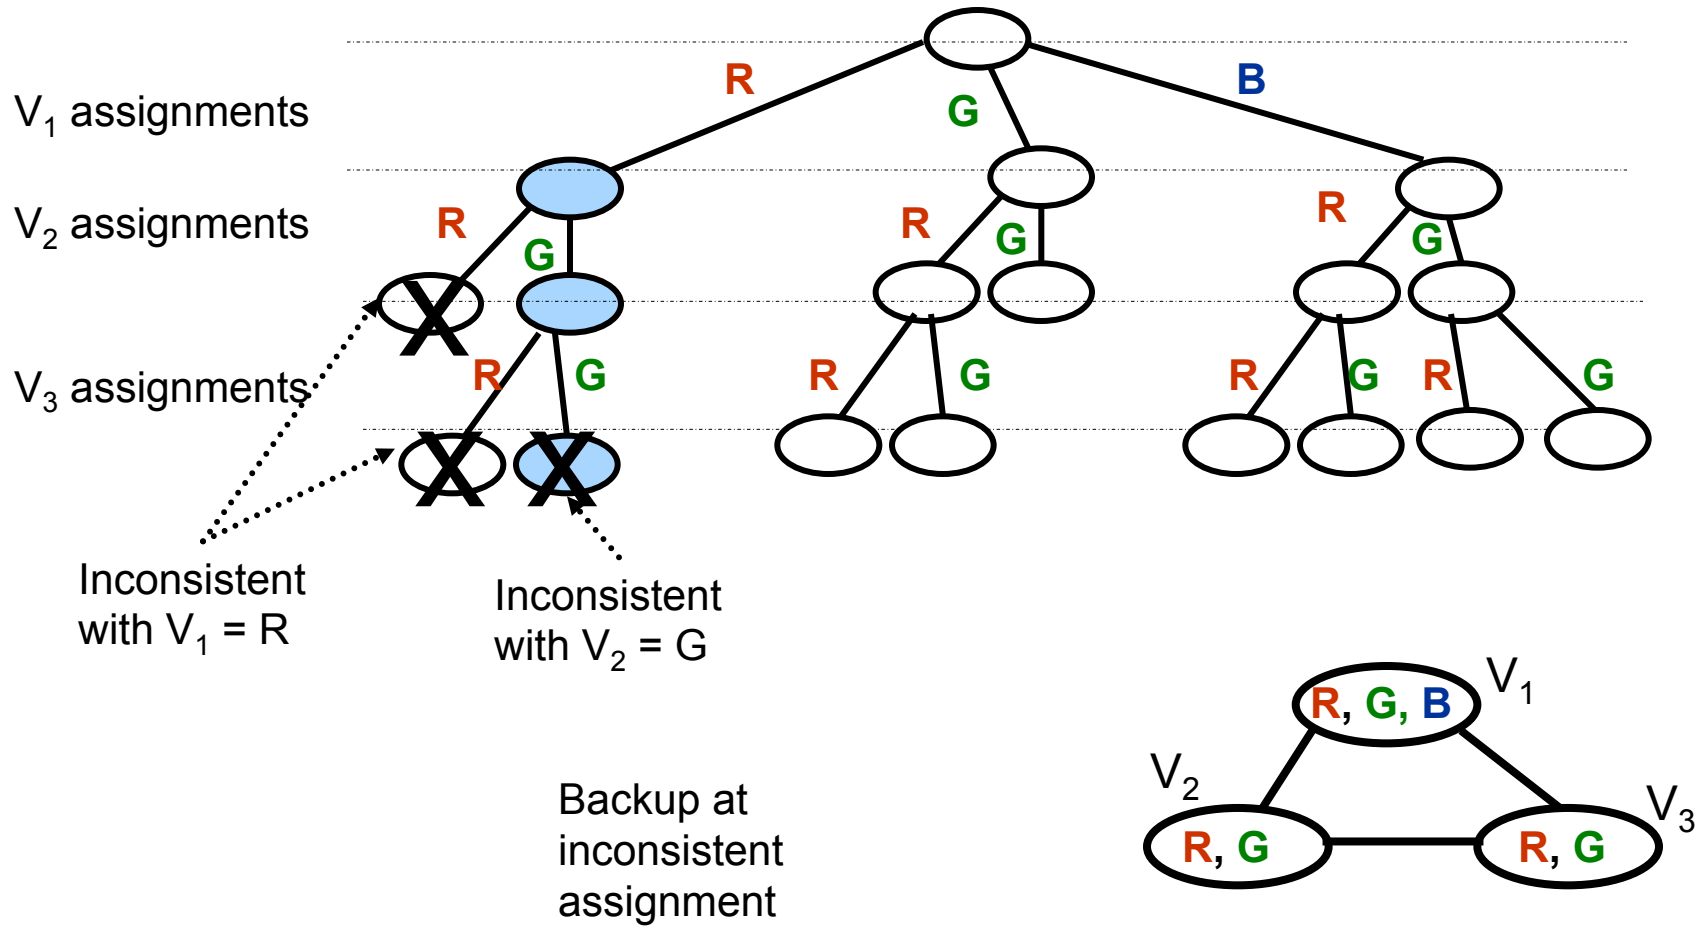 R
B
G
V₁ assignments
R
G
R
G
R
G
V₂ assignments
R
G
R
G
R
G
R
G
V₃ assignments
Inconsistent
with V₁ = R
Inconsistent
with V₂ = G
Backup at
inconsistent
assignment
V₁
R, G, B
V₂
V₃
R, G
R, G